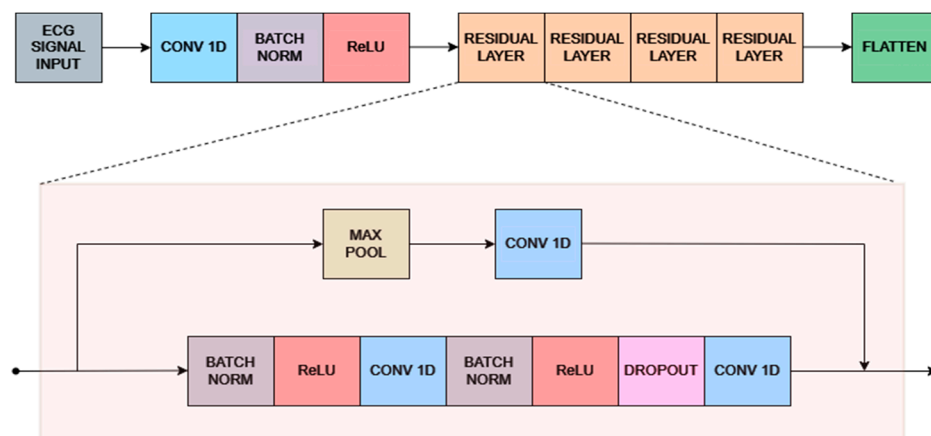 ECG
SIGNAL
INPUT
CONV 1D
BATCH
NORM
ReLU
RESIDUAL
LAYER
RESIDUAL
LAYER
RESIDUAL
LAYER
RESIDUAL
LAYER
FLATTEN
MAX
POOL
CONV 1D
BATCH
NORM
ReLU
CONV 1D
BATCH
NORM
ReLU
DROPOUT
CONV 1D